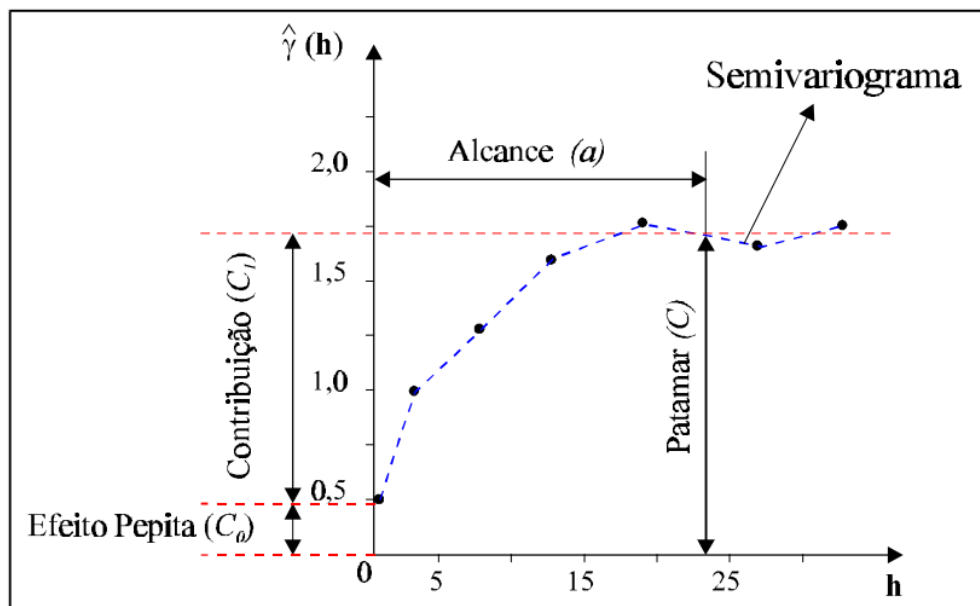 γ̂ (h)
Semivariograma
Alcance (a)
2,0
1,5
1,0
0,5
0
Contribuição (C₁)
Efeito Pepita (C₀)
Patamar (C)
5
15
25
h